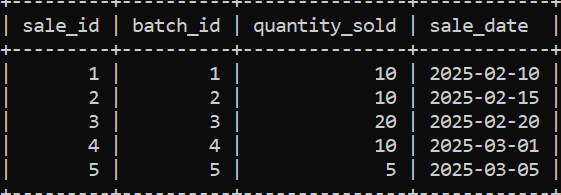 +---------+----------+---------------+------------+
| sale_id | batch_id | quantity_sold | sale_date  |
+---------+----------+---------------+------------+
|       1 |        1 |            10 | 2025-02-10 |
|       2 |        2 |            10 | 2025-02-15 |
|       3 |        3 |            20 | 2025-02-20 |
|       4 |        4 |            10 | 2025-03-01 |
|       5 |        5 |             5 | 2025-03-05 |
+---------+----------+---------------+------------+